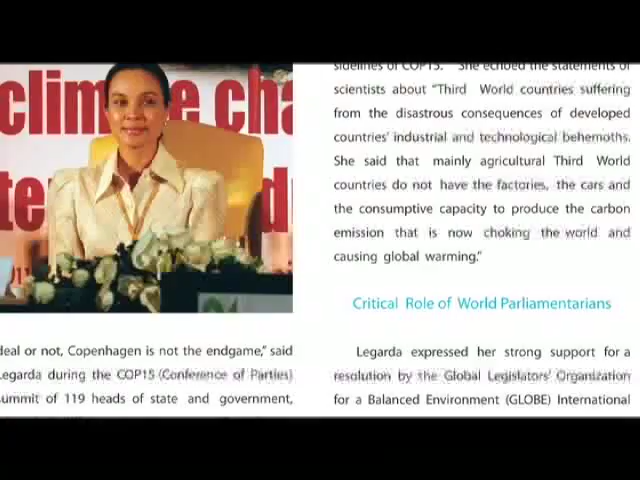 clim te cha
te
d
deal or not, Copenhagen is not the endgame," said
Legarda during the COP15 (Conference of Parties)
summit of 119 heads of state and government,
sidelines of COP15. She echoed the statements of
scientists about "Third World countries suffering
from the disastrous consequences of developed
countries' industrial and technological behemoths.
She said that mainly agricultural Third World
countries do not have the factories, the cars and
the consumptive capacity to produce the carbon
emission that is now choking the world and
causing global warming."
Critical Role of World Parliamentarians
Legarda expressed her strong support for a
resolution by the Global Legislators' Organization
for a Balanced Environment (GLOBE) International